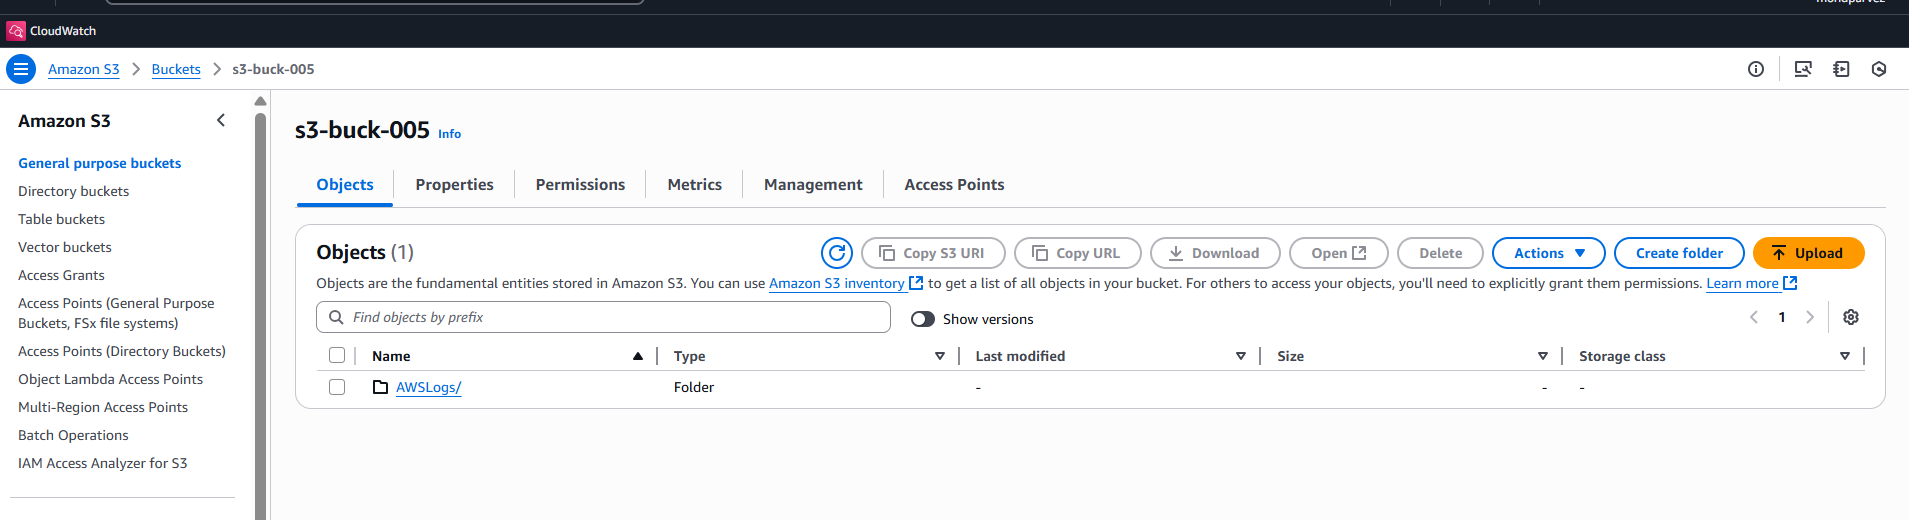 CloudWatch
Amazon S3 > Buckets > s3-buck-005
Amazon S3
General purpose buckets
Directory buckets
Table buckets
Vector buckets
Access Grants
Access Points (General Purpose
Buckets, FSx file systems)
Access Points (Directory Buckets)
Object Lambda Access Points
Multi-Region Access Points
Batch Operations
IAM Access Analyzer for S3
s3-buck-005 Info
Objects Properties Permissions Metrics Management Access Points
Objects (1) Copy S3 URI Copy URL Download Open Delete Actions Create folder Upload
Objects are the fundamental entities stored in Amazon S3. You can use Amazon S3 inventory to get a list of all objects in your bucket. For others to access your objects, you'll need to explicitly grant them permissions. Learn more
Find objects by prefix Show versions 1
Name Type Last modified Size Storage class
AWSLogs/ Folder - - -